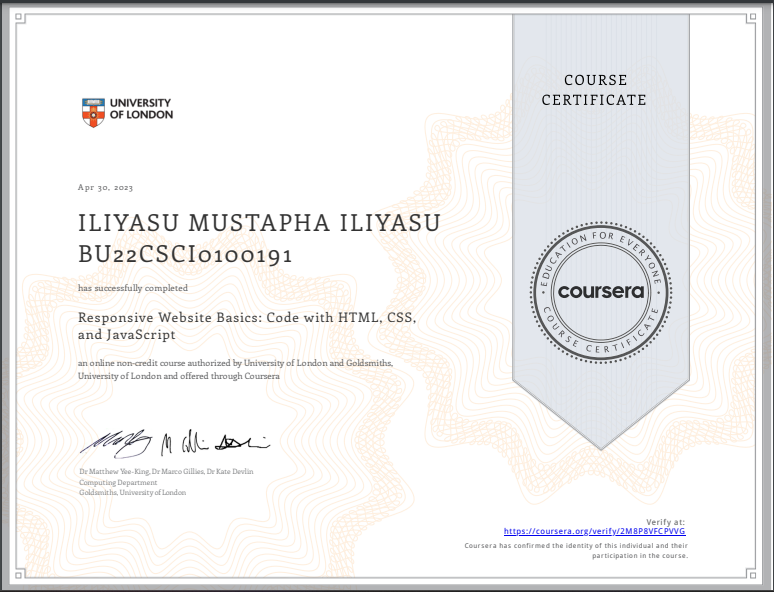 UNIVERSITY
OF LONDON
COURSE
CERTIFICATE
Apr 30, 2023
ILIYASU MUSTAPHA ILIYASU
BU22CSCI0100191
has successfully completed
Responsive Website Basics: Code with HTML, CSS,
and JavaScript
an online non-credit course authorized by University of London and Goldsmiths,
University of London and offered through Coursera
EDUCATION FOR EVERYONE
coursera
COURSE CERTIFICATE
Dr Matthew Yee-King, Dr Marco Gillies, Dr Kate Devlin
Computing Department
Goldsmiths, University of London
Verify at:
https://coursera.org/verify/2M8P8VFCPVVG
Coursera has confirmed the identity of this individual and their
participation in the course.